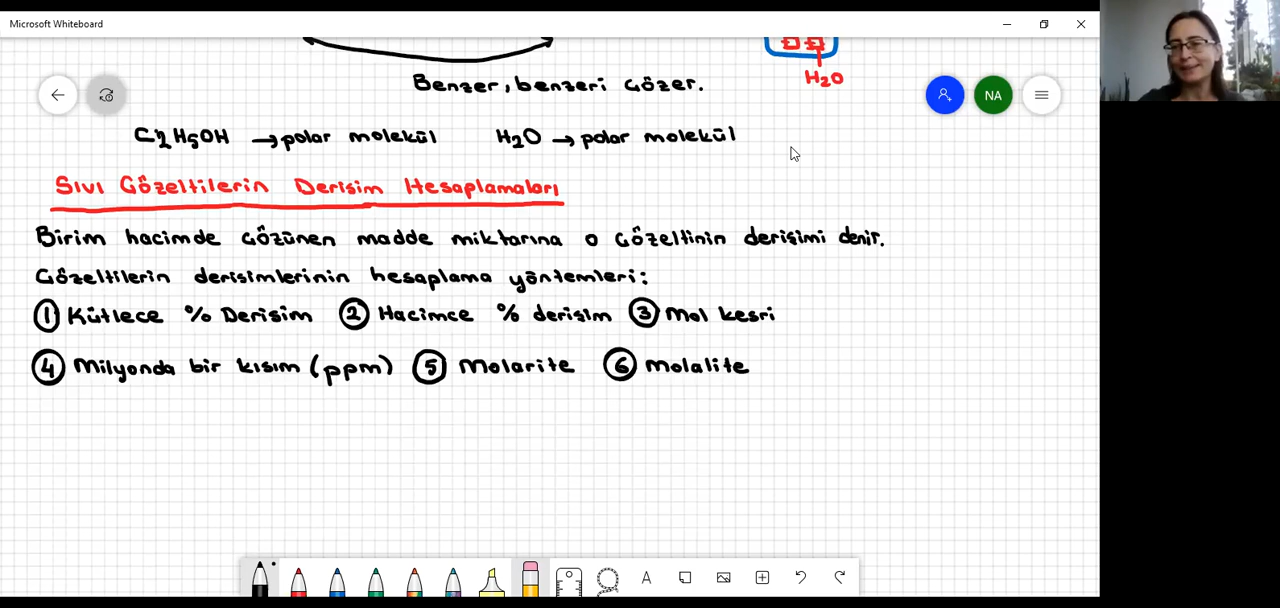 Microsoft Whiteboard
H2O
Benzer, benzeri çözer.
NA
C2H5OH → polar molekül H2O → polar molekül
Sıvı Çözeltilerin Derişim Hesaplamaları
Birim hacimde çözünen madde miktarına o çözeltinin derişimi denir.
Çözeltilerin derişimlerinin hesaplama yöntemleri:
① Kütlece % Derişim ② Hacimce % derişim ③ Mol kesri
④ Milyonda bir kısım (ppm) ⑤ Molarite ⑥ Molalite
A